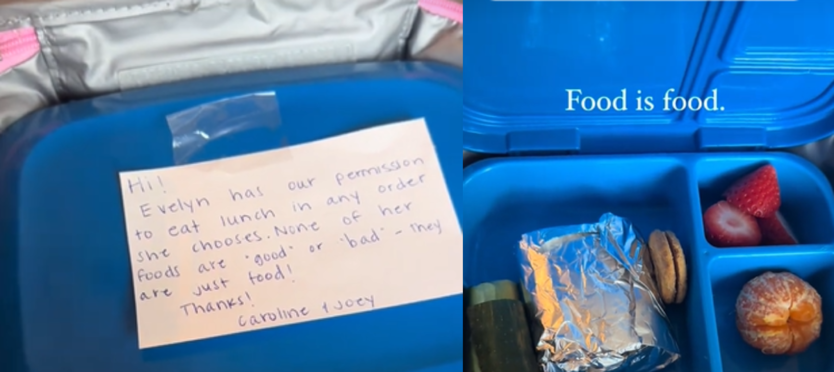 Hi!
Evelyn has our permission
to eat lunch in any order
she chooses. None of her
foods are "good" or "bad" - they
are just food!
Thanks!
Caroline + Joey
Food is food.